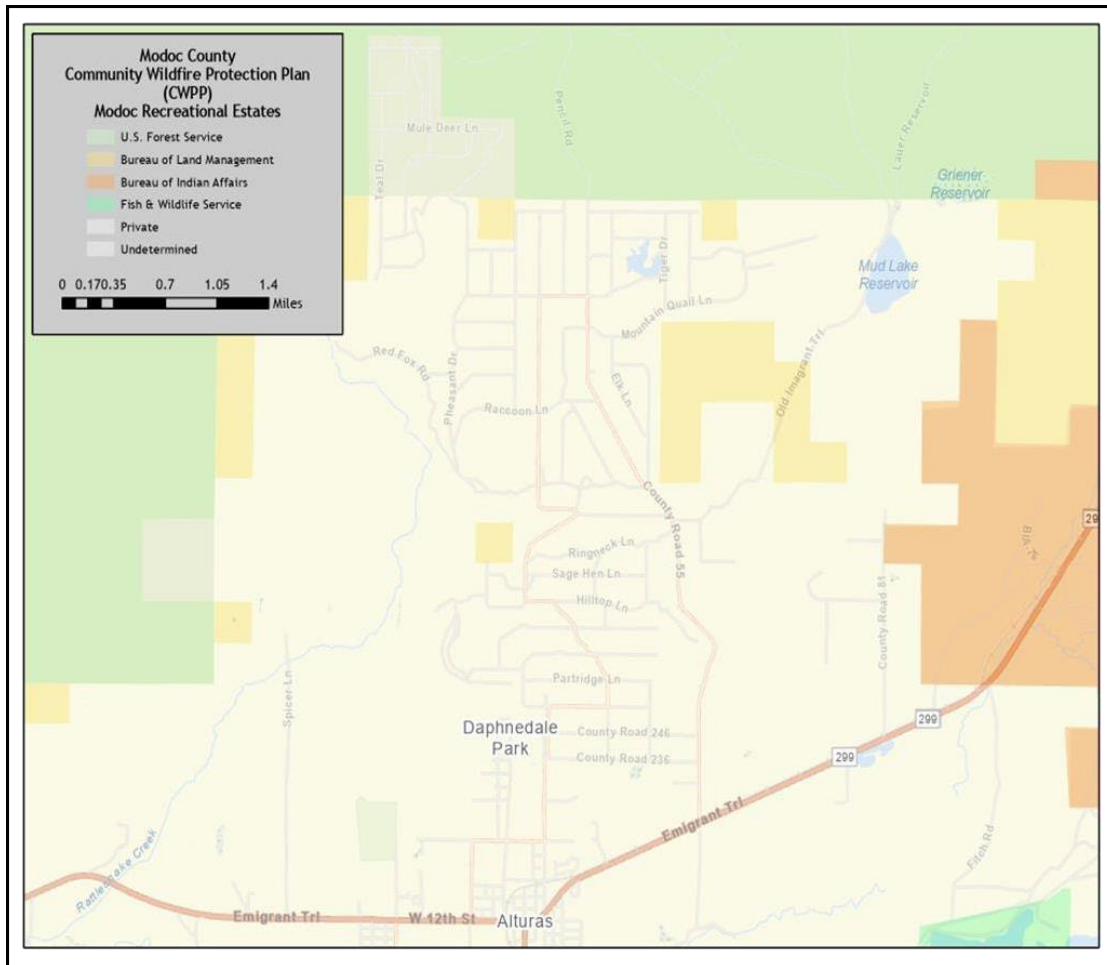 Modoc County
Community Wildfire Protection Plan
(CWPP)
Modoc Recreational Estates
U.S. Forest Service
Bureau of Land Management
Bureau of Indian Affairs
Fish & Wildlife Service
Private
Undetermined
0 0.17 0.35 0.7 1.05 1.4
Miles
Mule Deer Ln
Teal Dr
Pencil Rd
Lauer Reservoir
Griener
Reservoir
Mud Lake
Reservoir
Tiger Dr
Mountain Quail Ln
Red Fox Rd
Pheasant Dr
Elk Ln
Old Imagrant Trl
Raccoon Ln
County Road 55
Ringneck Ln
Sage Hen Ln
Hilltop Ln
County Road 81
Partridge Ln
Spicer Ln
Daphnedale
Park
County Road 246
County Road 236
299
299
Emigrant Trl
Fitch Rd
Rattlesnake Creek
Emigrant Trl
W 12th St
Alturas